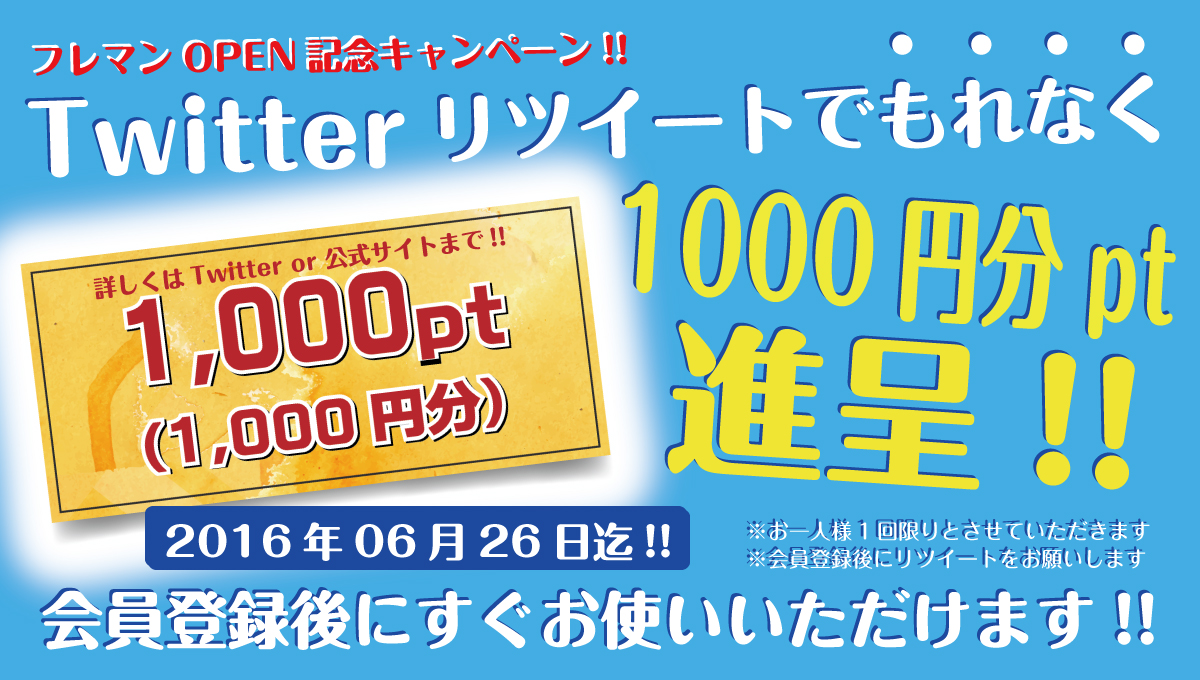 フレマン OPEN 記念キャンペーン!!
Twitter リツイートでもれなく
1000 円分 pt
進呈!!
詳しくは Twitter or 公式サイトまで!!
1,000pt
(1,000 円分)
2016 年 06 月 26 日迄!!
※お一人様 1 回限りとさせていただきます
※会員登録後にリツイートをお願いします
会員登録後にすぐお使いいただけます!!